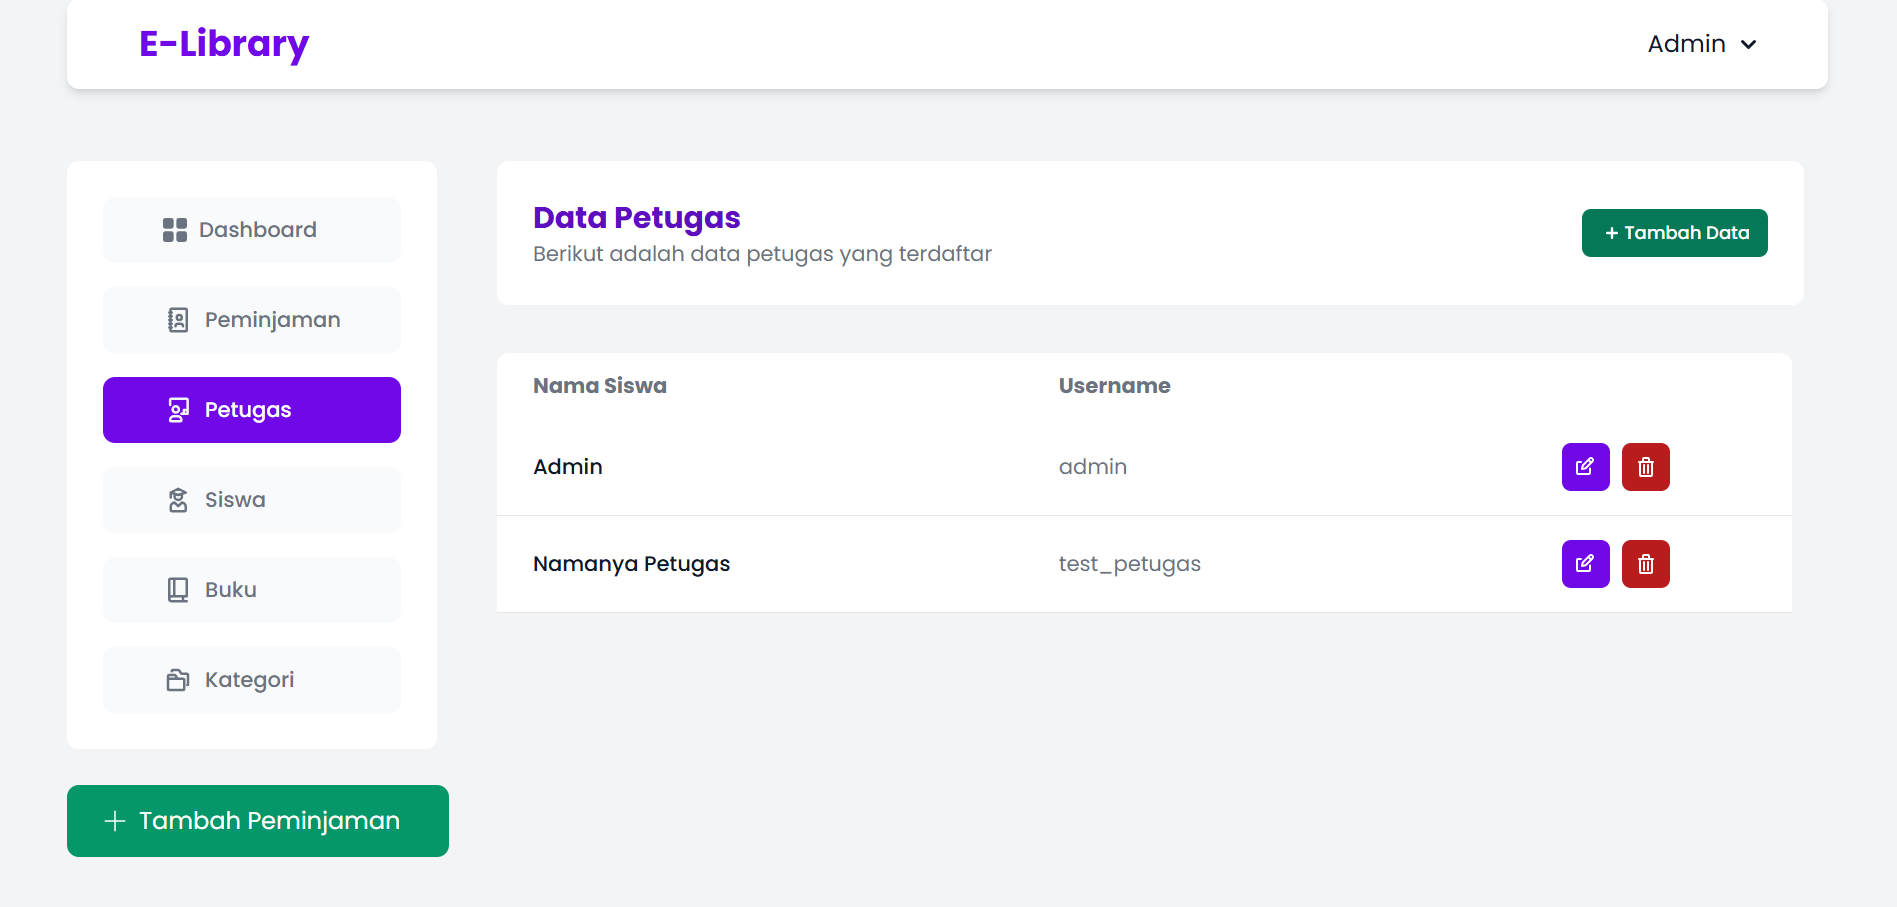 E-Library
Admin
Dashboard
Peminjaman
Petugas
Siswa
Buku
Kategori
+ Tambah Peminjaman
Data Petugas
Berikut adalah data petugas yang terdaftar
+ Tambah Data
Nama Siswa Username
Admin admin
Namanya Petugas test_petugas